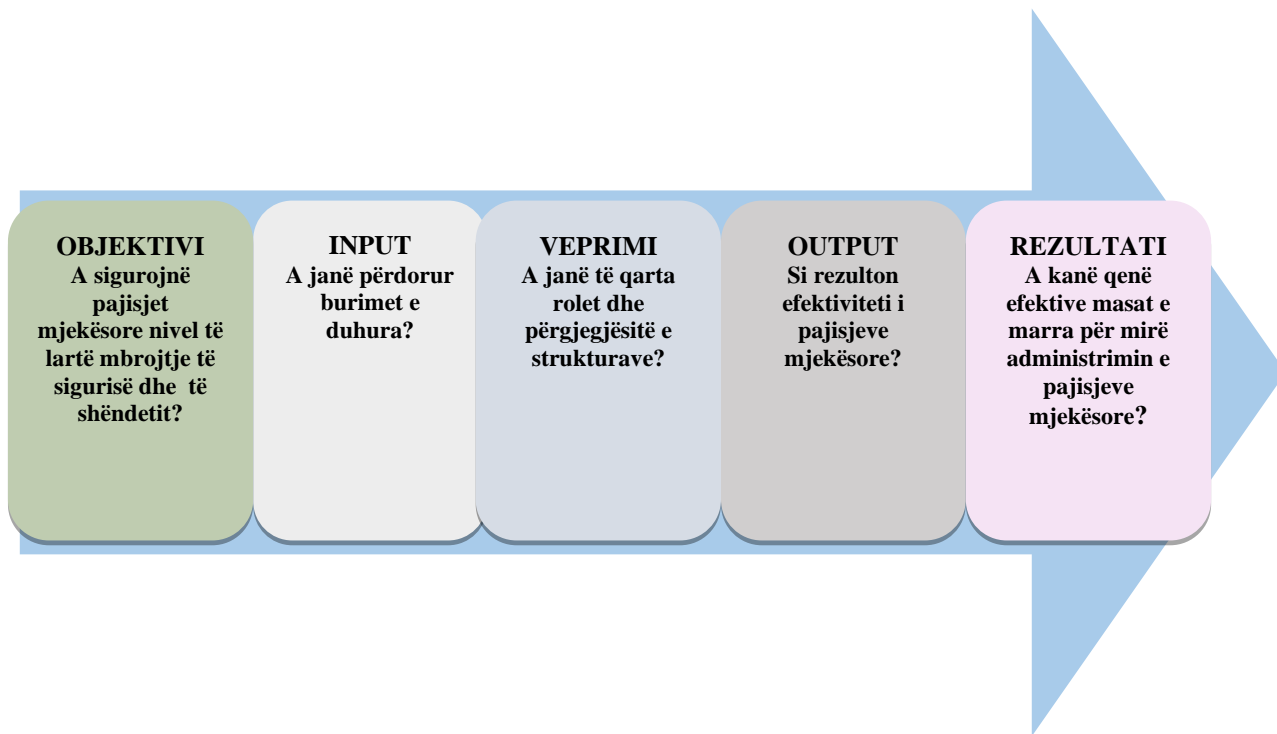 OBJEKTIVI
A sigurojnë
pajisjet
mjekësore nivel të
lartë mbrojtje të
sigurisë dhe  të
shëndetit?
INPUT
A janë përdorur
burimet e
duhura?
VEPRIMI
A janë të qarta
rolet dhe
përgjegjësitë e
strukturave?
OUTPUT
Si rezulton
efektiviteti i
pajisjeve
mjekësore?
REZULTATI
A kanë qenë
efektive masat e
marra për mirë
administrimin e
pajisjeve
mjekësore?